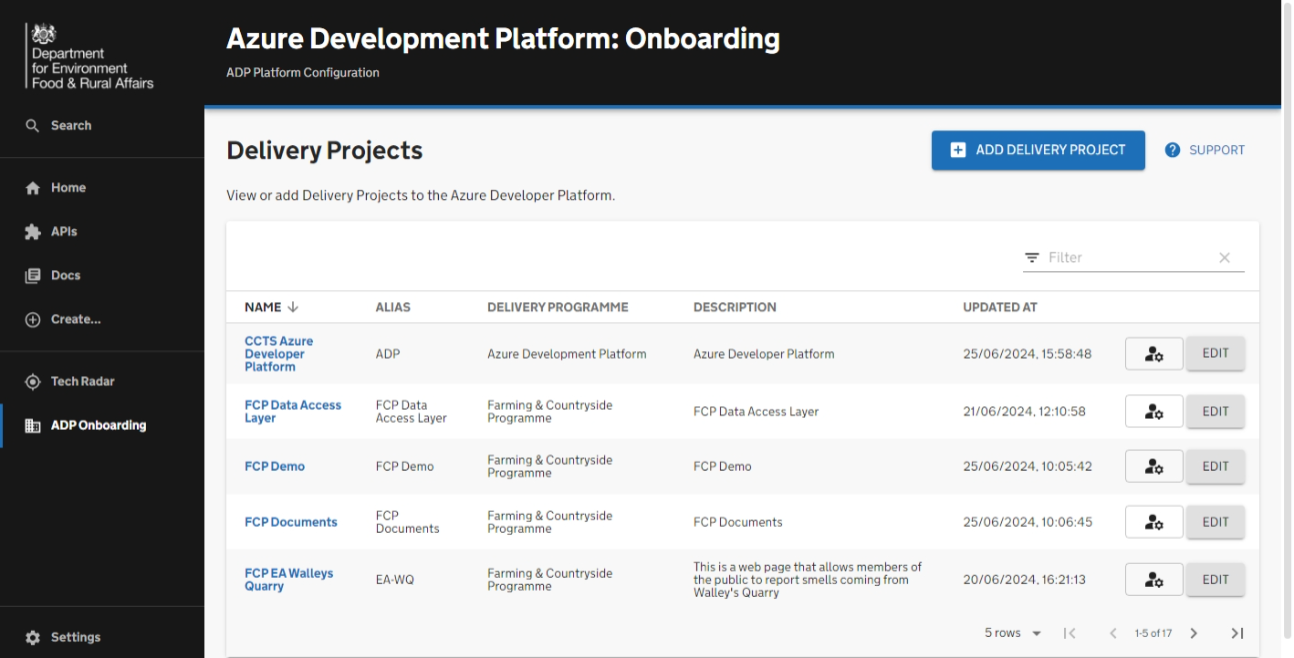 Department
for Environment
Food & Rural Affairs
Search
Home
APIs
Docs
Create...
Tech Radar
ADP Onboarding
Settings
Azure Development Platform: Onboarding
ADP Platform Configuration
Delivery Projects
ADD DELIVERY PROJECT
SUPPORT
View or add Delivery Projects to the Azure Developer Platform.
Filter
NAME ALIAS DELIVERY PROGRAMME DESCRIPTION UPDATED AT
CCTS Azure
Developer
Platform
ADP
Azure Development Platform
Azure Developer Platform
25/06/2024, 15:58:48
EDIT
FCP Data Access
Layer
FCP Data
Access Layer
Farming & Countryside
Programme
FCP Data Access Layer
21/06/2024, 12:10:58
EDIT
FCP Demo
FCP Demo
Farming & Countryside
Programme
FCP Demo
25/06/2024, 10:05:42
EDIT
FCP Documents
FCP
Documents
Farming & Countryside
Programme
FCP Documents
25/06/2024, 10:06:45
EDIT
FCP EA Walleys
Quarry
EA-WQ
Farming & Countryside
Programme
This is a web page that allows members of
the public to report smells coming from
Walley's Quarry
20/06/2024, 16:21:13
EDIT
5 rows
1-5 of 17